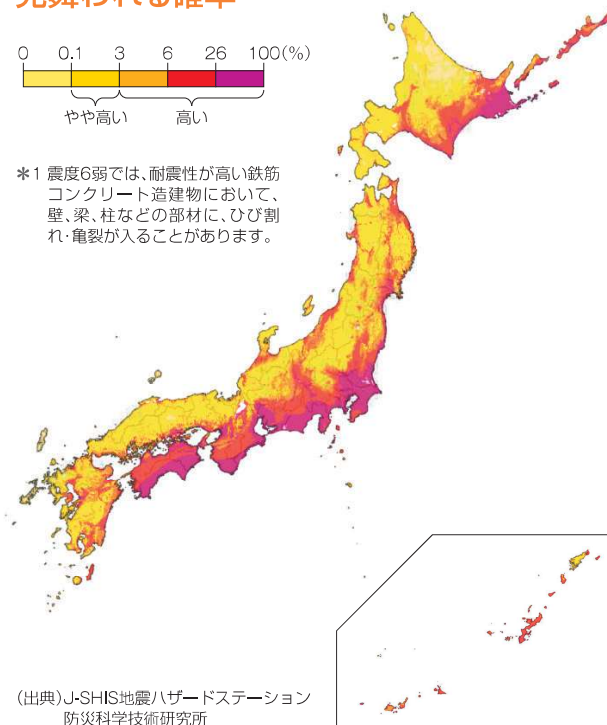 見舞われる確率
0 0.1 3 6 26 100(%)
やや高い 高い
*1 震度6弱では、耐震性が高い鉄筋
コンクリート造建物において、
壁、梁、柱などの部材に、ひび割
れ・亀裂が入ることがあります。
(出典)J-SHIS地震ハザードステーション
防災科学技術研究所